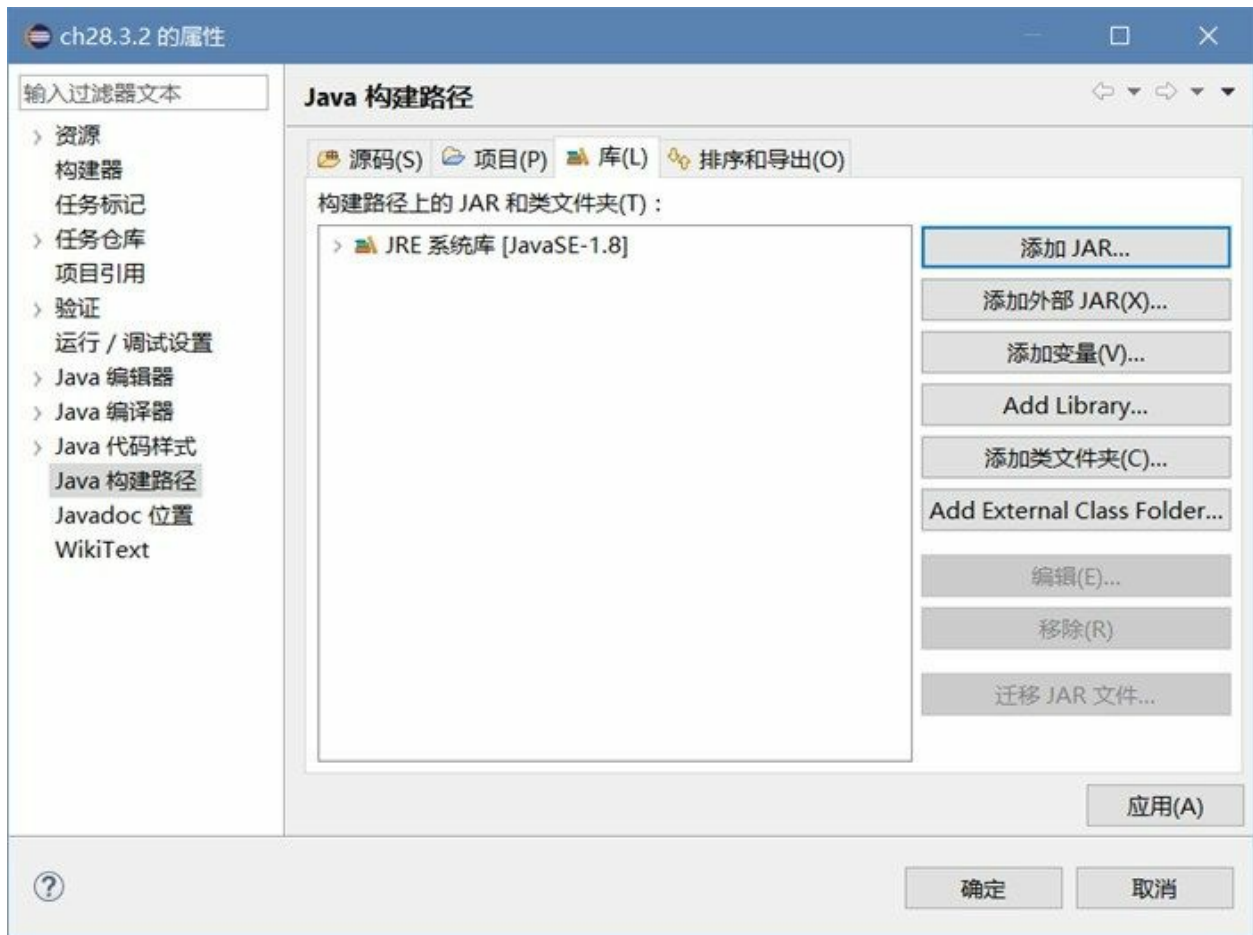 ch28.3.2 的属性
输入过滤器文本
资源
构建器
任务标记
任务仓库
项目引用
验证
运行 / 调试设置
Java 编辑器
Java 编译器
Java 代码样式
Java 构建路径
Javadoc 位置
WikiText
Java 构建路径
源码(S) 项目(P) 库(L) 排序和导出(O)
构建路径上的 JAR 和类文件夹(T)：
JRE 系统库 [JavaSE-1.8]
添加 JAR...
添加外部 JAR(X)...
添加变量(V)...
Add Library...
添加类文件夹(C)...
Add External Class Folder...
编辑(E)...
移除(R)
迁移 JAR 文件...
应用(A)
确定 取消